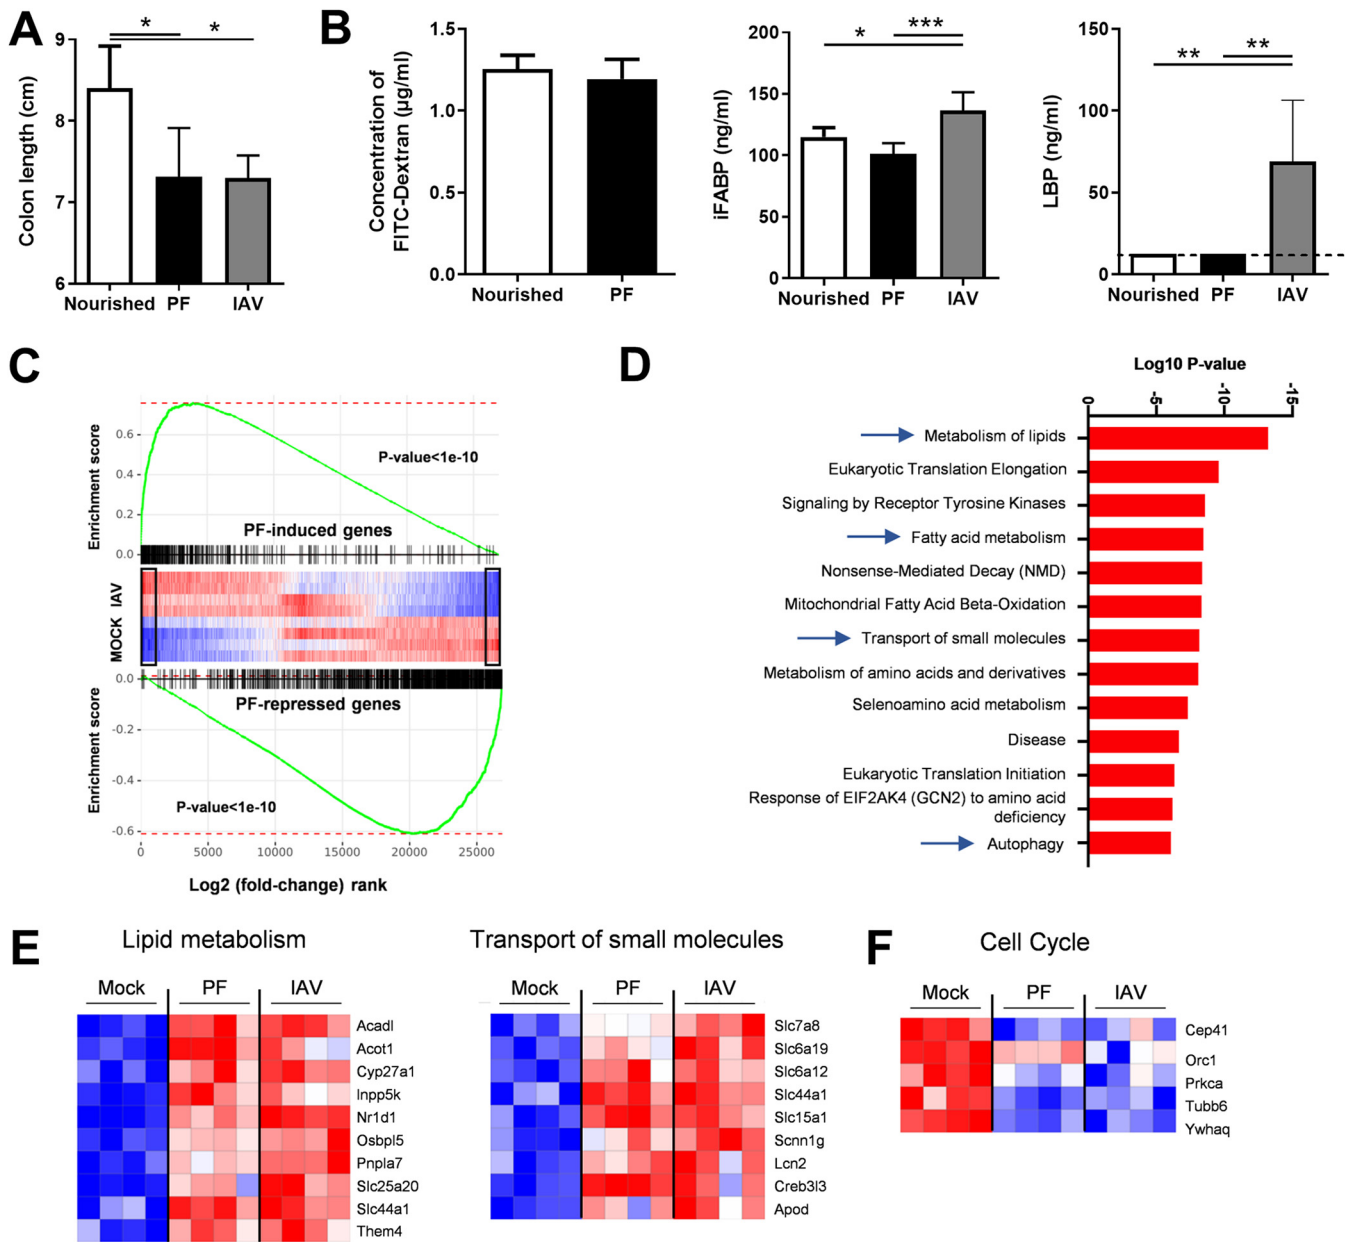 A
* *
9
8
7
6
Colon length (cm)
Nourished PF IAV
B
1.5
1.0
0.5
0.0
Concentration of
FITC-Dextran (µg/ml)
Nourished PF
* ***
200
150
100
50
0
iFABP (ng/ml)
Nourished PF IAV
** **
150
100
50
0
LBP (ng/ml)
Nourished PF IAV
C
Enrichment score
0.6
0.4
0.2
0.0
P-value<1e-10
PF-induced genes
MOCK IAV
Enrichment score
0.0
-0.2
-0.4
-0.6
PF-repressed genes
P-value<1e-10
0 5000 10000 15000 20000 25000
Log2 (fold-change) rank
D
Log10 P-value
0 -5 -10 -15
Metabolism of lipids
Eukaryotic Translation Elongation
Signaling by Receptor Tyrosine Kinases
Fatty acid metabolism
Nonsense-Mediated Decay (NMD)
Mitochondrial Fatty Acid Beta-Oxidation
Transport of small molecules
Metabolism of amino acids and derivatives
Selenoamino acid metabolism
Disease
Eukaryotic Translation Initiation
Response of EIF2AK4 (GCN2) to amino acid
deficiency
Autophagy
E
Lipid metabolism
Mock PF IAV
Acadl
Acot1
Cyp27a1
Inpp5k
Nr1d1
Osbpl5
Pnpla7
Slc25a20
Slc44a1
Them4
Transport of small molecules
Mock PF IAV
Slc7a8
Slc6a19
Slc6a12
Slc44a1
Slc15a1
Scnn1g
Lcn2
Creb3l3
Apod
F
Cell Cycle
Mock PF IAV
Cep41
Orc1
Prkca
Tubb6
Ywhaq